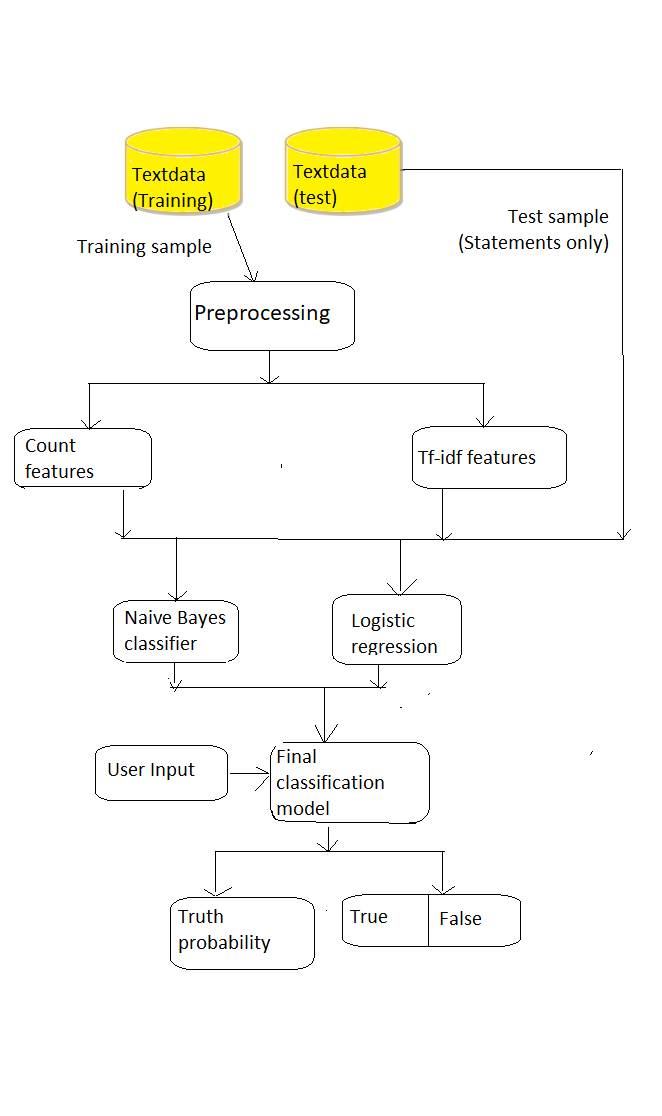 Textdata
(Training)
Textdata
(test)
Test sample
(Statements only)
Training sample
Preprocessing
Count
features
Tf-idf features
Naive Bayes
classifier
Logistic
regression
User Input
Final
classification
model
Truth
probability
True
False